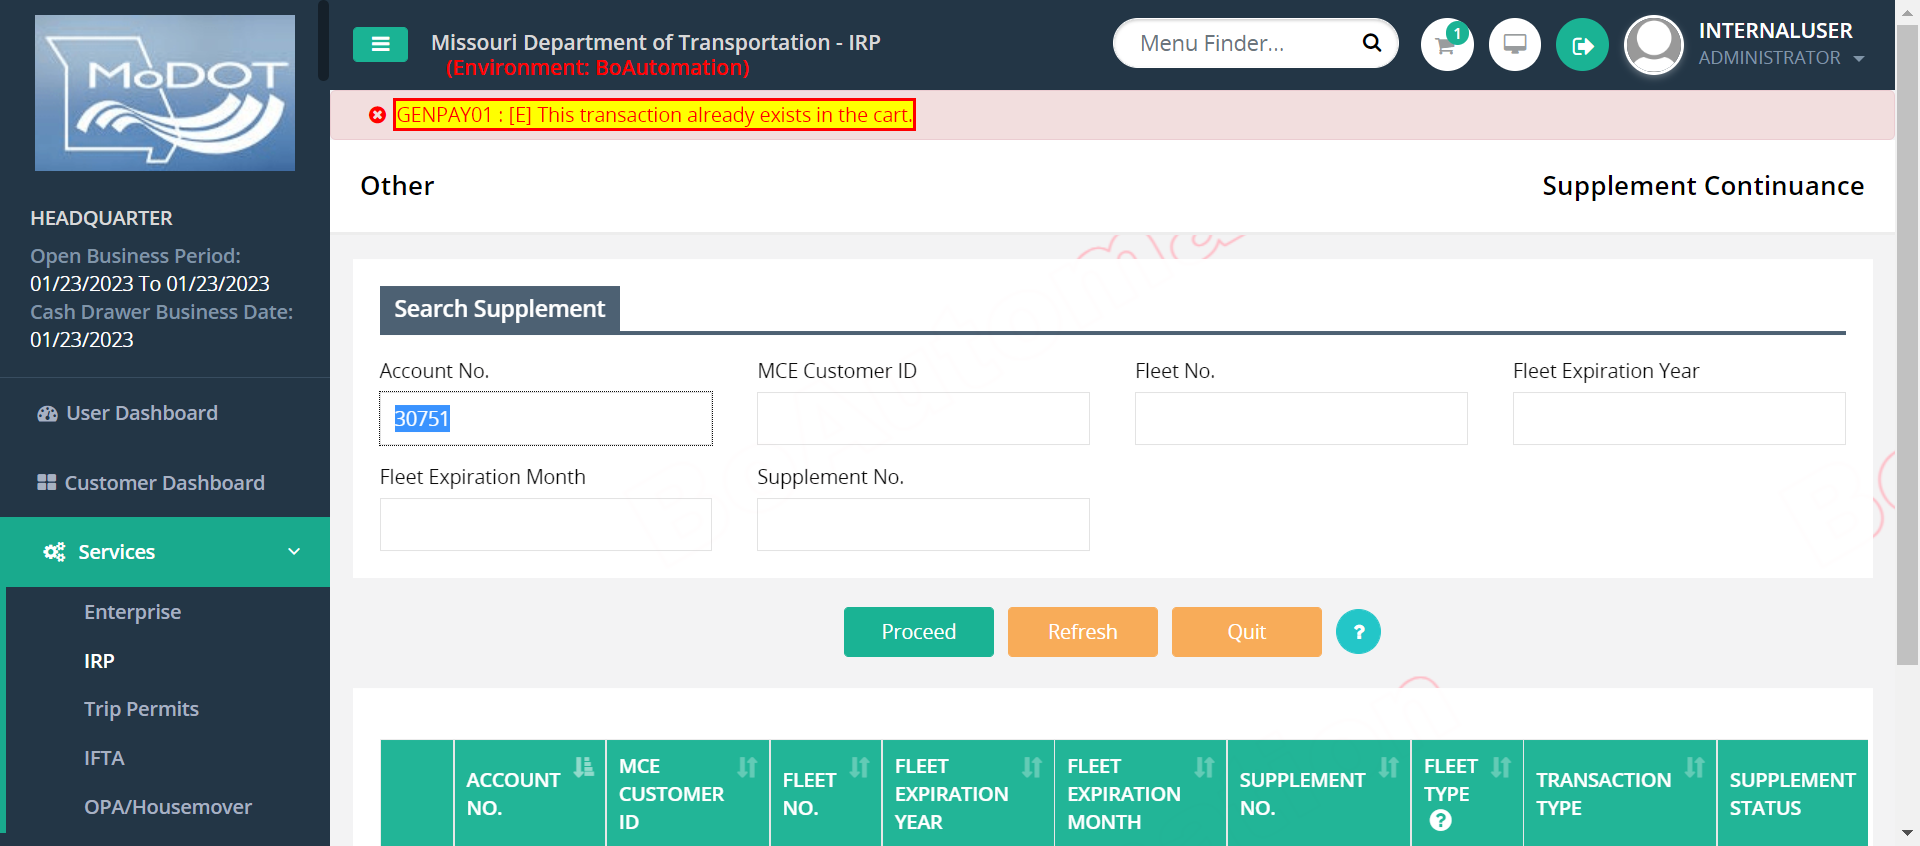 MoDOT
Missouri Department of Transportation - IRP
(Environment: BoAutomation)
Menu Finder...
1
INTERNALUSER
ADMINISTRATOR
GENPAY01 : [E] This transaction already exists in the cart.
Other
Supplement Continuance
HEADQUARTER
Open Business Period:
01/23/2023 To 01/23/2023
Cash Drawer Business Date:
01/23/2023
User Dashboard
Customer Dashboard
Services
Enterprise
IRP
Trip Permits
IFTA
OPA/Housemover
Search Supplement
Account No.
MCE Customer ID
Fleet No.
Fleet Expiration Year
30751
Fleet Expiration Month
Supplement No.
Proceed
Refresh
Quit
?
ACCOUNT
NO.
MCE
CUSTOMER
ID
FLEET
NO.
FLEET
EXPIRATION
YEAR
FLEET
EXPIRATION
MONTH
SUPPLEMENT
NO.
FLEET
TYPE
?
TRANSACTION
TYPE
SUPPLEMENT
STATUS